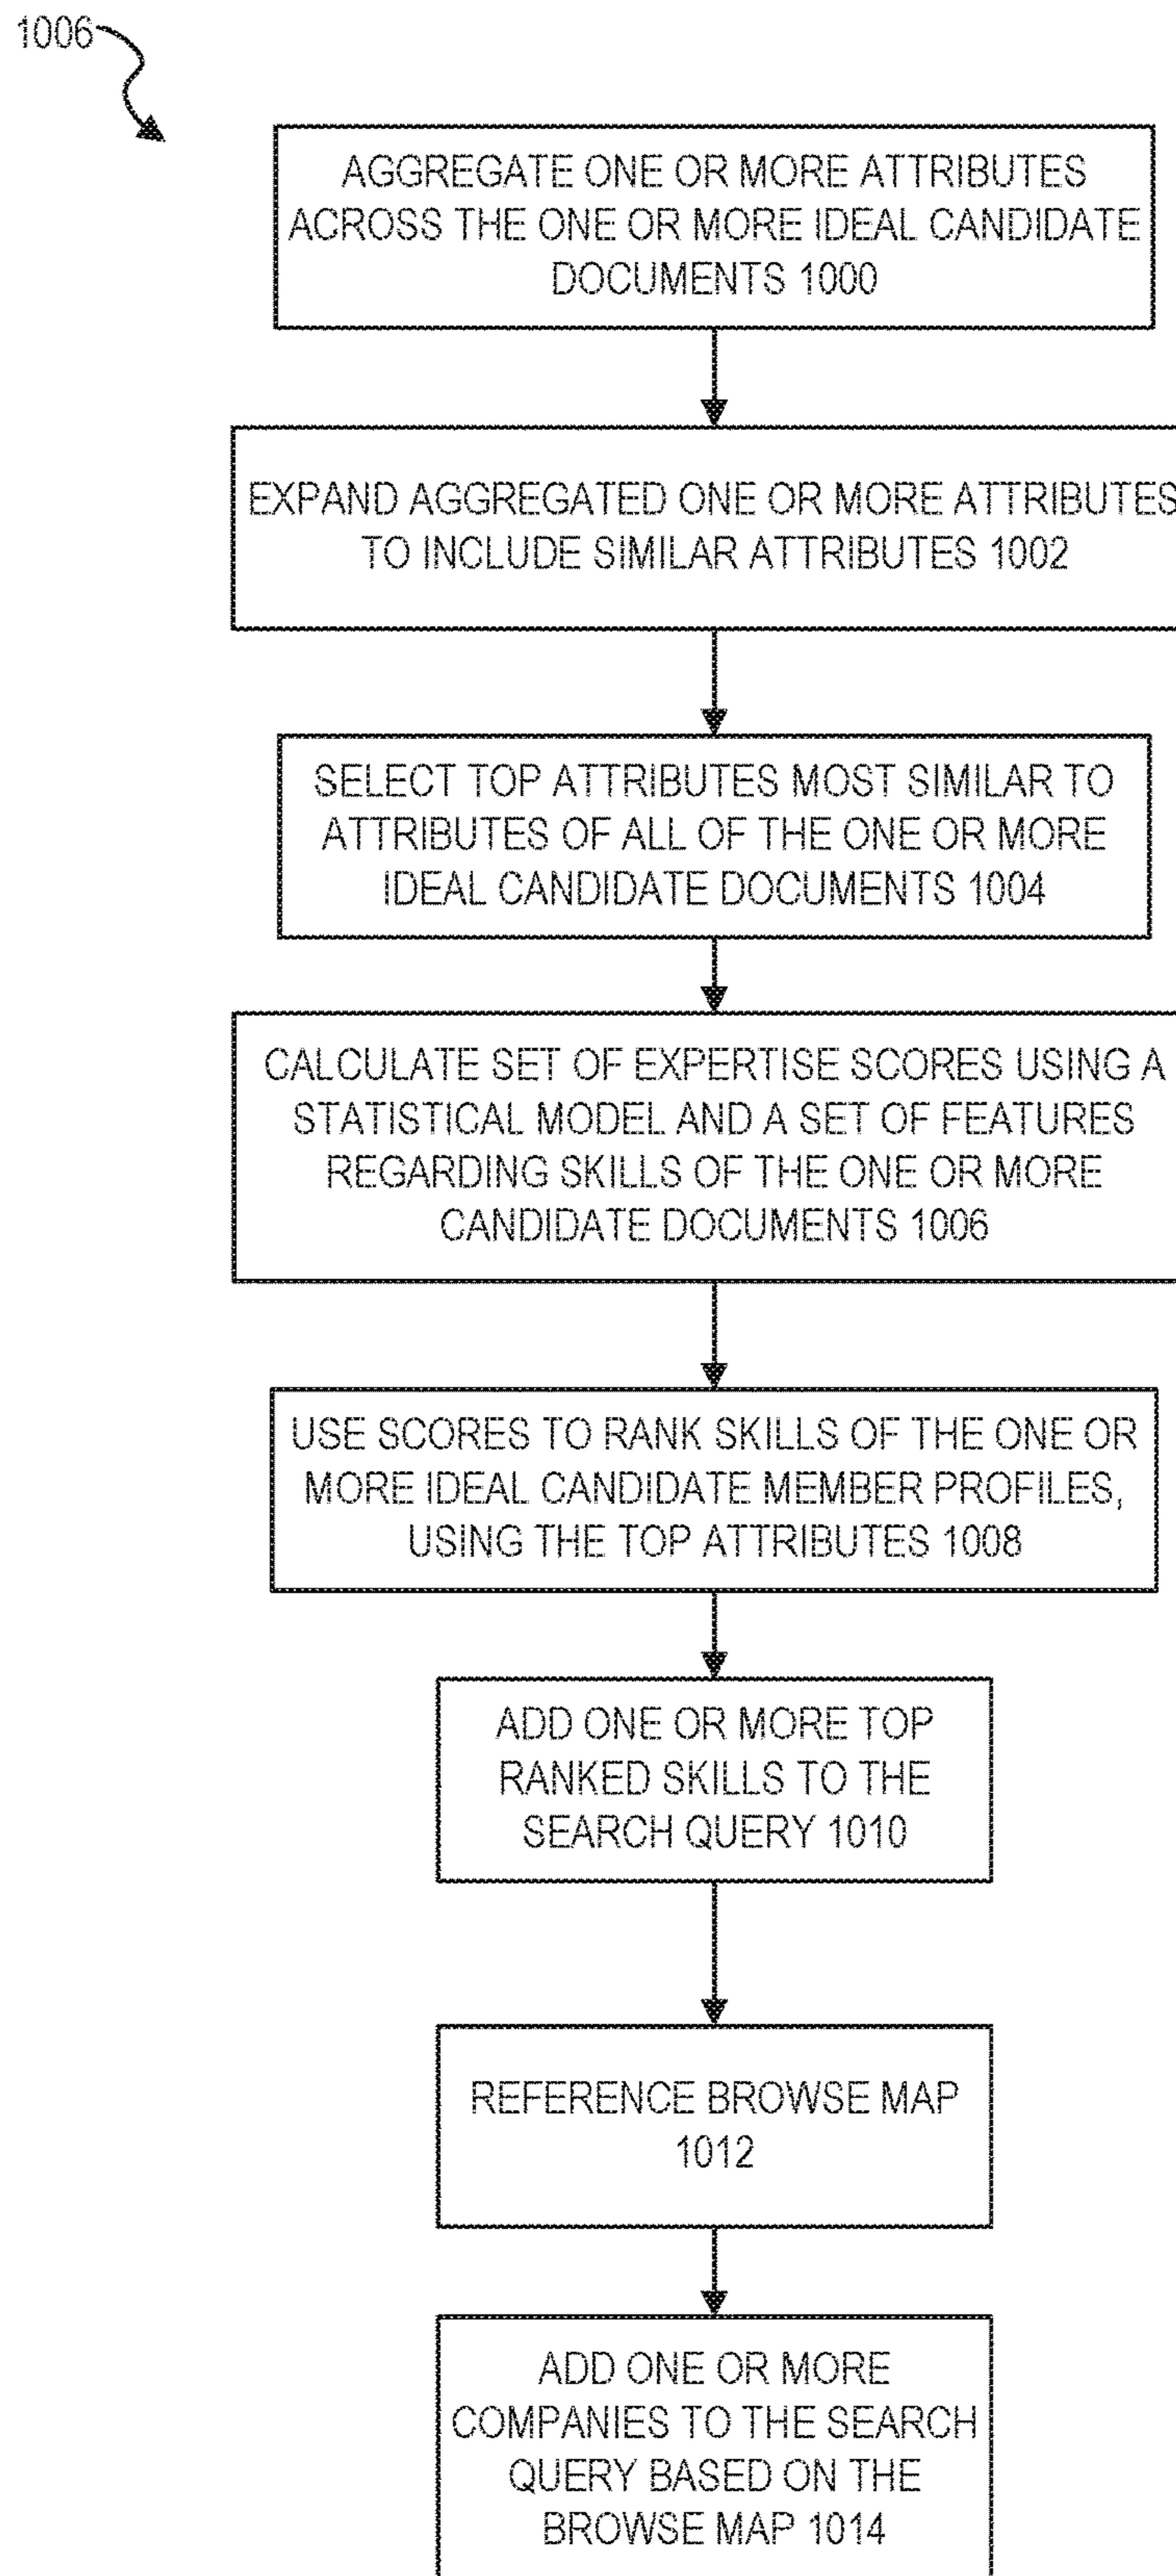 1006
AGGREGATE ONE OR MORE ATTRIBUTES
ACROSS THE ONE OR MORE IDEAL CANDIDATE
DOCUMENTS 1000
EXPAND AGGREGATED ONE OR MORE ATTRIBUTES
TO INCLUDE SIMILAR ATTRIBUTES 1002
SELECT TOP ATTRIBUTES MOST SIMILAR TO
ATTRIBUTES OF ALL OF THE ONE OR MORE
IDEAL CANDIDATE DOCUMENTS 1004
CALCULATE SET OF EXPERTISE SCORES USING A
STATISTICAL MODEL AND A SET OF FEATURES
REGARDING SKILLS OF THE ONE OR MORE
CANDIDATE DOCUMENTS 1006
USE SCORES TO RANK SKILLS OF THE ONE OR
MORE IDEAL CANDIDATE MEMBER PROFILES,
USING THE TOP ATTRIBUTES 1008
ADD ONE OR MORE TOP
RANKED SKILLS TO THE
SEARCH QUERY 1010
REFERENCE BROWSE MAP
1012
ADD ONE OR MORE
COMPANIES TO THE SEARCH
QUERY BASED ON THE
BROWSE MAP 1014